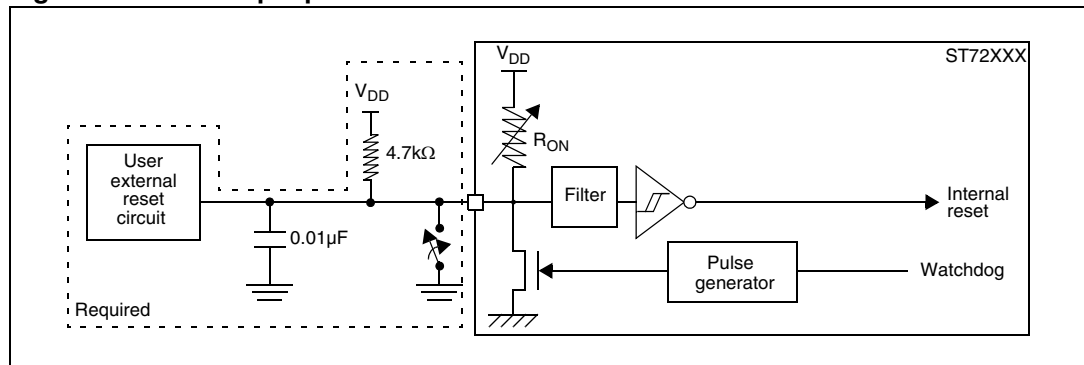 ST72XXX
VDD
VDD
4.7kΩ
RON
User
external
reset
circuit
0.01µF
Required
Filter
Internal
reset
Pulse
generator
Watchdog